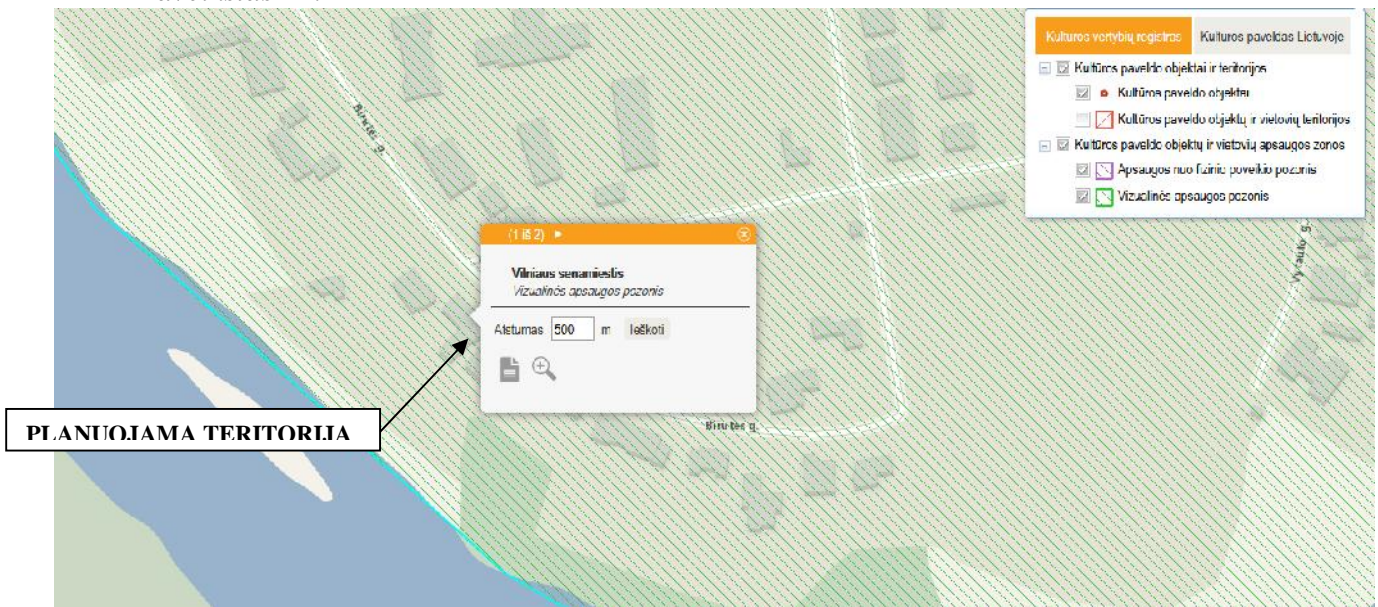 Kultūros vertybių registras
Kultūros paveldas Lietuvoje
Kultūros paveldo objektai ir teritorijos
Kultūros paveldo objektai
Kultūros paveldo objektų ir vietovių teritorijos
Kultūros paveldo objektų ir vietovių apsaugos zonos
Apsaugos nuo fizinio poveikio pozonis
Vizualinės apsaugos pozonis
Birutės g.
Vytauto g.
(1 iš 2)
Vilniaus senamiestis
Vizualinės apsaugos pozonis
Atstumas 500 m Ieškoti
PLANUOJAMA TERITORIJA
Birutės g.